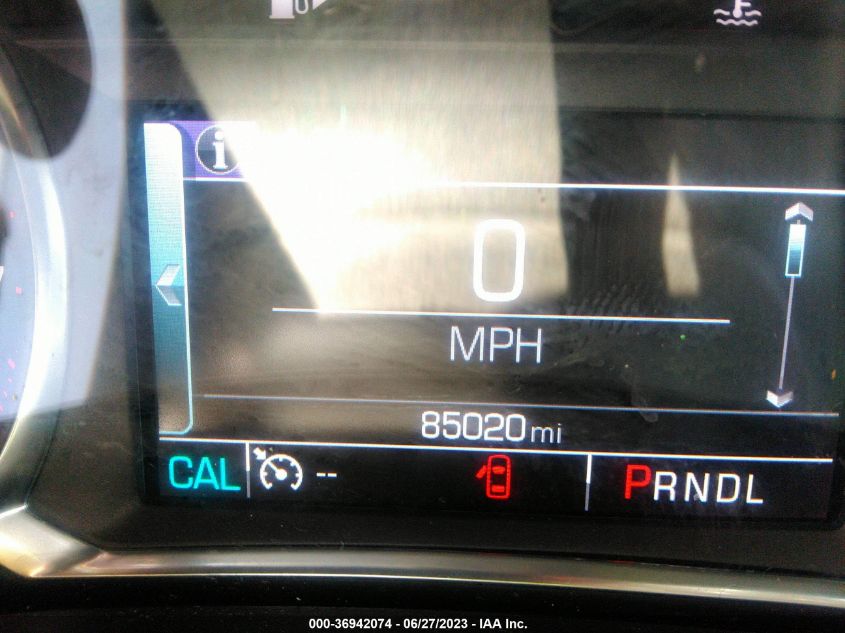 i
0
MPH
85020 mi
CAL -- PRNDL
000-36942074 - 06/27/2023 - IAA Inc.